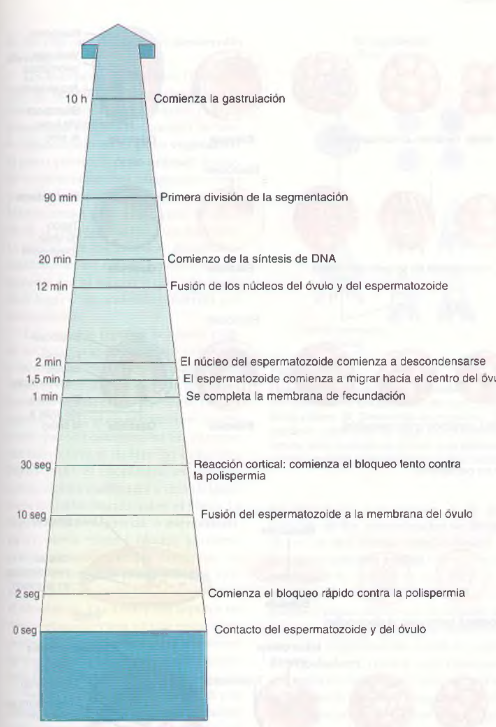 10 h Comienza la gastrulación
90 min Primera división de la segmentación
20 min Comienzo de la síntesis de DNA
12 min Fusión de los núcleos del óvulo y del espermatozoide
2 min El núcleo del espermatozoide comienza a descondensarse
1,5 min El espermatozoide comienza a migrar hacia el centro del óvu
1 min Se completa la membrana de fecundación
30 seg Reacción cortical: comienza el bloqueo lento contra
la polispermia
10 seg Fusión del espermatozoide a la membrana del óvulo
2 seg Comienza el bloqueo rápido contra la polispermia
0 seg Contacto del espermatozoide y del óvulo